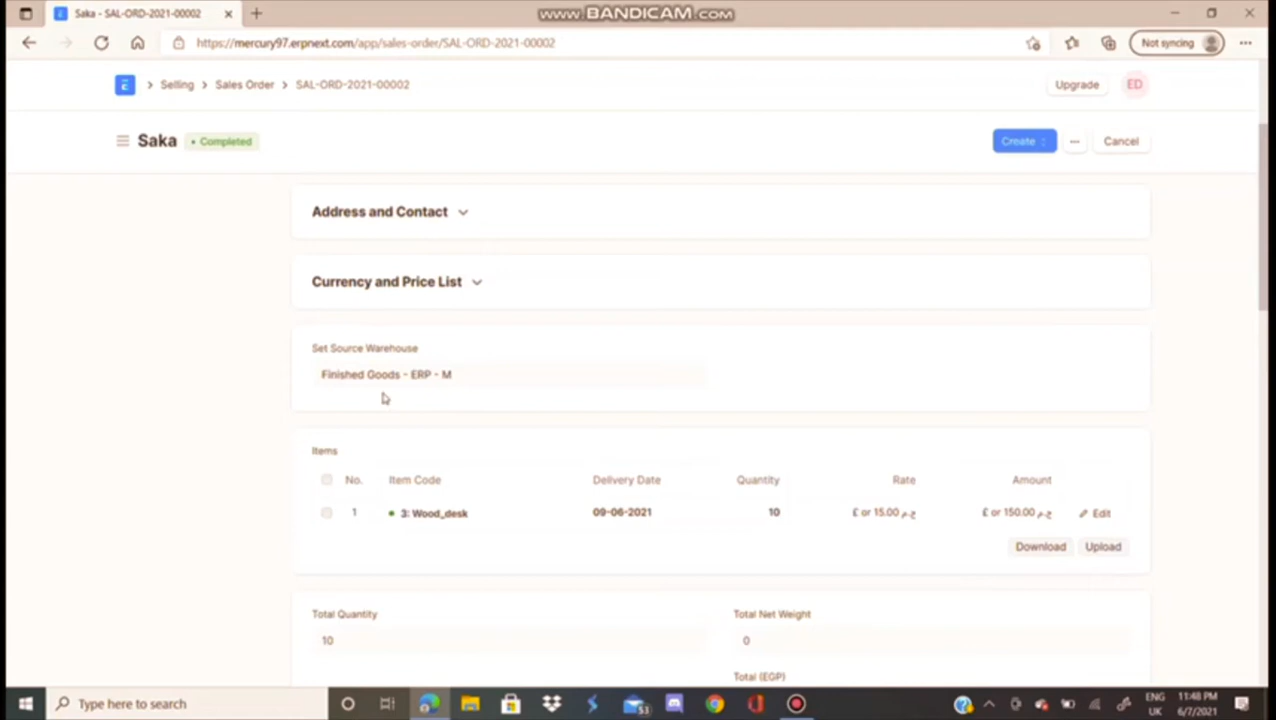 Saka - SAL-ORD-2021-00002
www.BANDICAM.com
https://mercury97.erpnext.com/app/sales-order/SAL-ORD-2021-00002
Not syncing
Selling > Sales Order > SAL-ORD-2021-00002
Upgrade
ED
Saka
Completed
Create
Cancel
Address and Contact
Currency and Price List
Set Source Warehouse
Finished Goods - ERP - M
Items
No. Item Code Delivery Date Quantity Rate Amount
1 3: Wood_desk 09-06-2021 10 £ or 15.00 ج.م £ or 150.00 ج.م Edit
Download Upload
Total Quantity Total Net Weight
10 0
Total (EGP)
Type here to search
53
ENG 11:48 PM
UK 6/7/2021